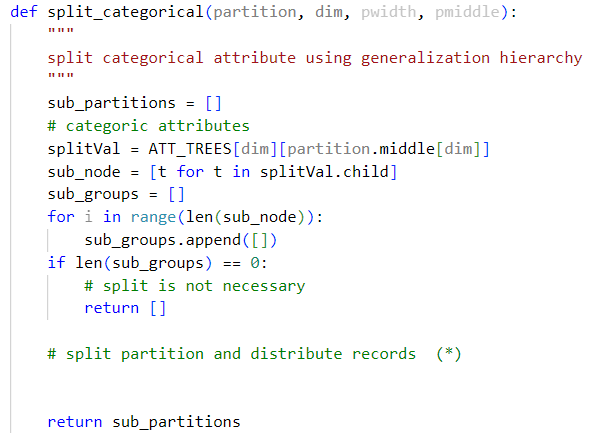 def split_categorical(partition, dim, pwidth, pmiddle):
    """
    split categorical attribute using generalization hierarchy
    """
    sub_partitions = []
    # categoric attributes
    splitVal = ATT_TREES[dim][partition.middle[dim]]
    sub_node = [t for t in splitVal.child]
    sub_groups = []
    for i in range(len(sub_node)):
        sub_groups.append([])
    if len(sub_groups) == 0:
        # split is not necessary
        return []
    # split partition and distribute records  (*)
    return sub_partitions